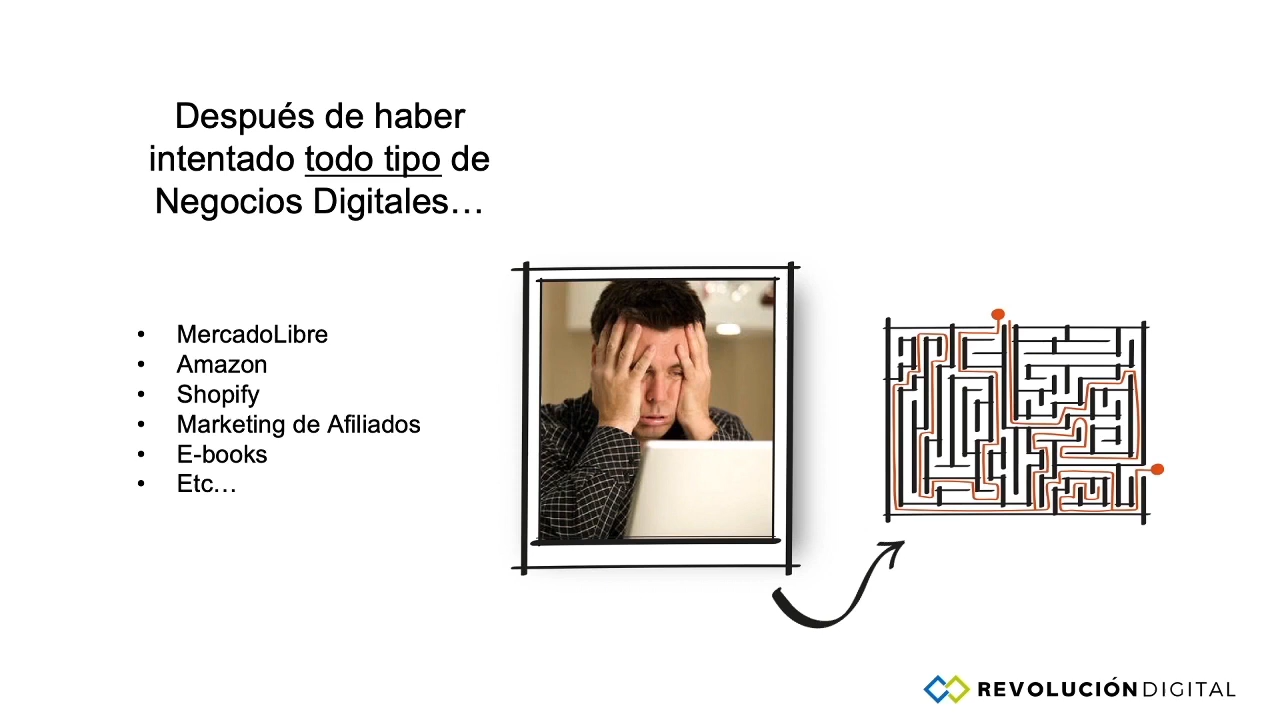 Después de haber
intentado todo tipo de
Negocios Digitales…
• MercadoLibre
• Amazon
• Shopify
• Marketing de Afiliados
• E-books
• Etc…
REVOLUCIÓN DIGITAL